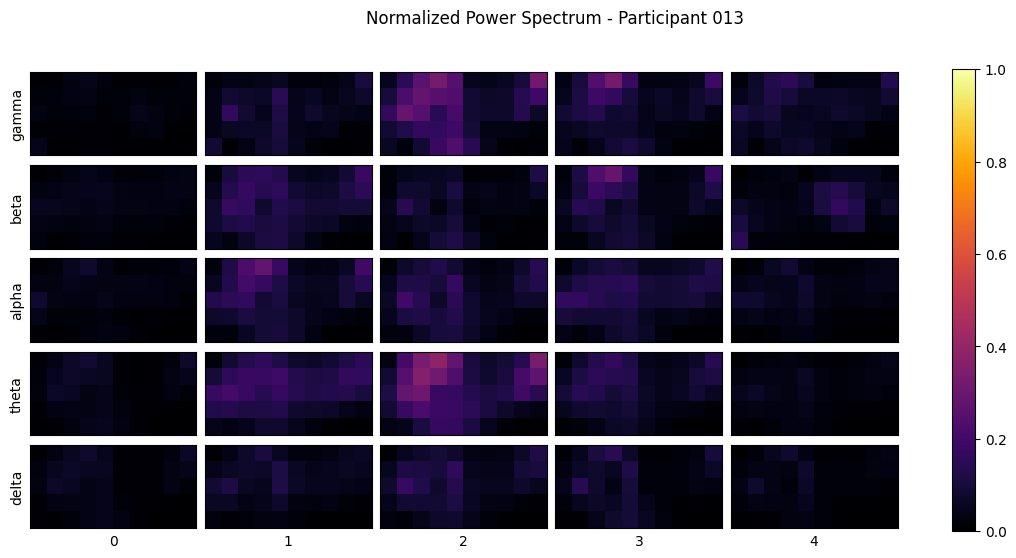 Normalized Power Spectrum - Participant 013
gamma
beta
alpha
theta
delta
0 1 2 3 4
1.0
0.8
0.6
0.4
0.2
0.0